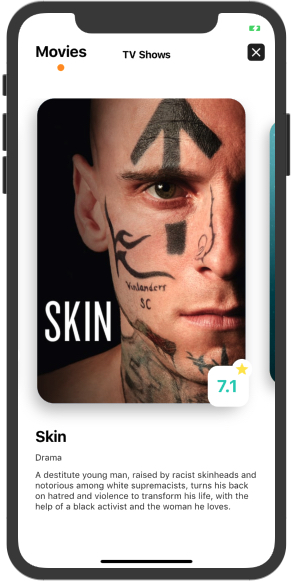 Movies
TV Shows
Vinlanders
SC
SKIN
7.1
Skin
Drama
A destitute young man, raised by racist skinheads and
notorious among white supremacists, turns his back
on hatred and violence to transform his life, with the
help of a black activist and the woman he loves.